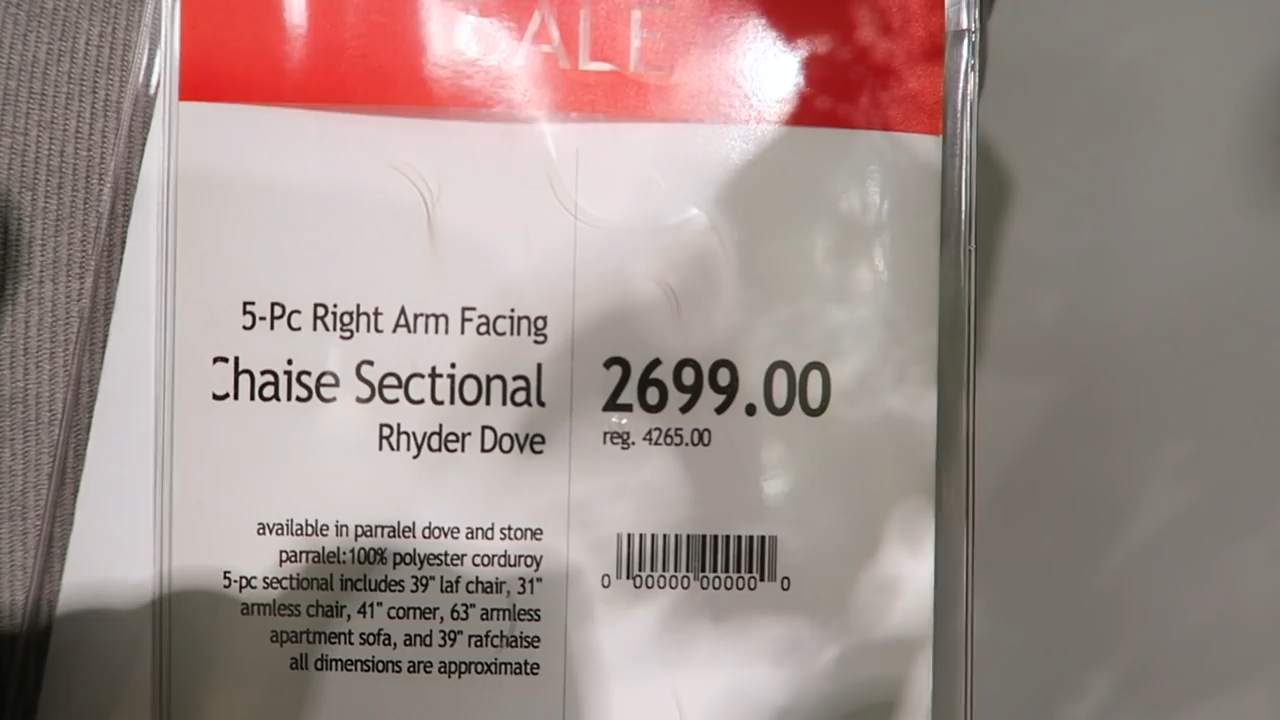 ALE
5-Pc Right Arm Facing
Chaise Sectional
Rhyder Dove
2699.00
reg. 4265.00
available in parralel dove and stone
parralel:100% polyester corduroy
5-pc sectional includes 39" laf chair, 31"
armless chair, 41" corner, 63" armless
apartment sofa, and 39" rafchaise
all dimensions are approximate
0 00000 00000 0